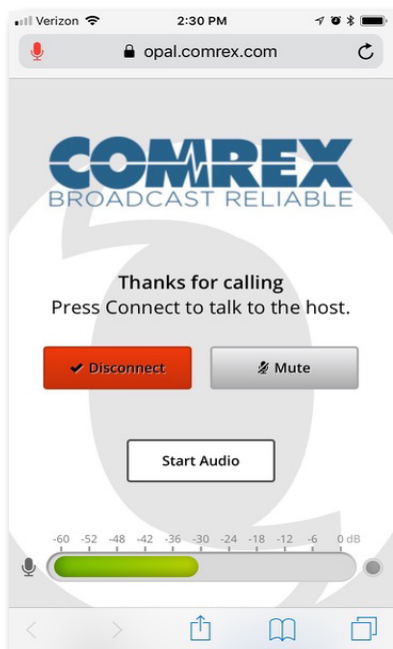 Verizon 2:30 PM
opal.comrex.com
COMREX
BROADCAST RELIABLE
Thanks for calling
Press Connect to talk to the host.
Disconnect Mute
Start Audio
-60 -52 -48 -42 -36 -30 -24 -18 -12 -6 0 dB